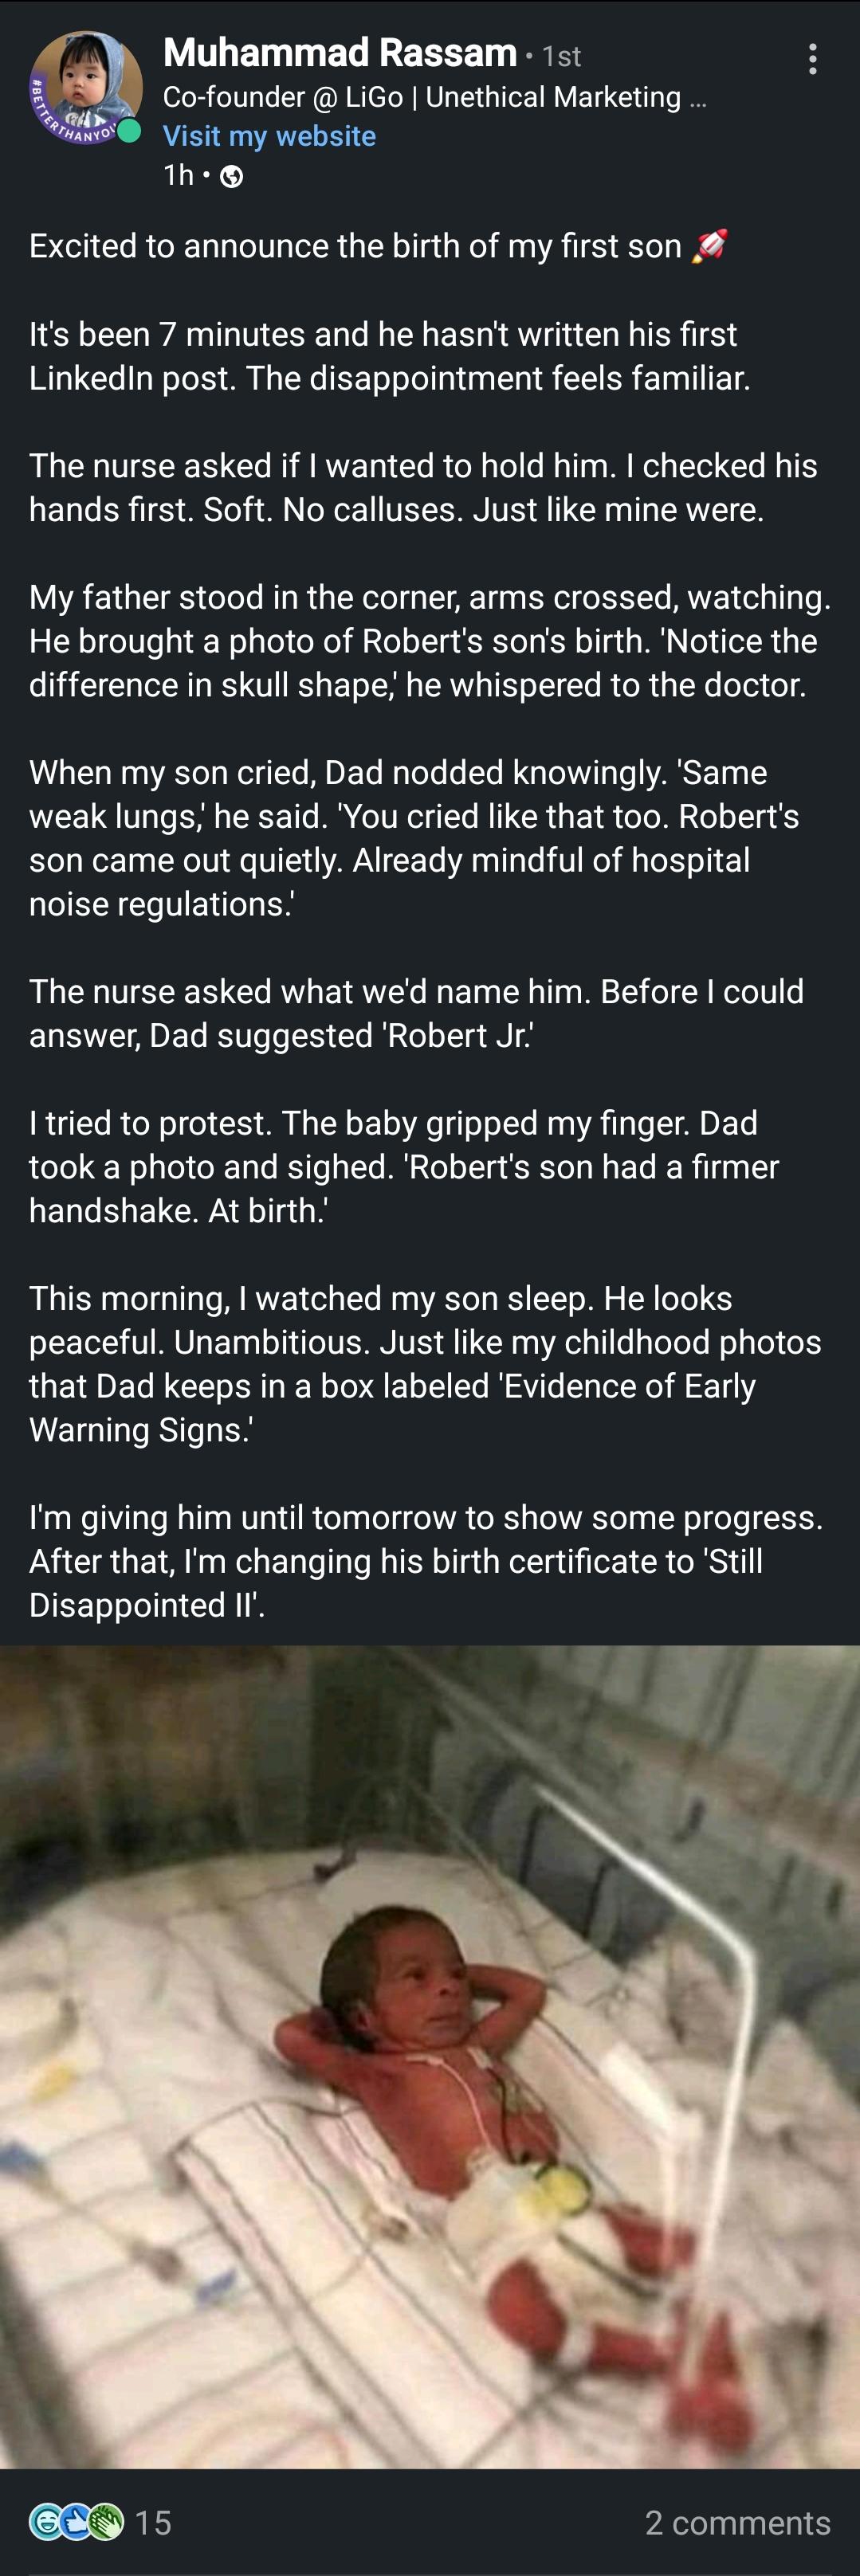 Muhammad Rassam • 1st
Co-founder @ LiGo | Unethical Marketing ...
Visit my website
1h •
#BETTERTHANYOU
Excited to announce the birth of my first son 🚀
It's been 7 minutes and he hasn't written his first
LinkedIn post. The disappointment feels familiar.
The nurse asked if I wanted to hold him. I checked his
hands first. Soft. No calluses. Just like mine were.
My father stood in the corner, arms crossed, watching.
He brought a photo of Robert's son's birth. 'Notice the
difference in skull shape,' he whispered to the doctor.
When my son cried, Dad nodded knowingly. 'Same
weak lungs,' he said. 'You cried like that too. Robert's
son came out quietly. Already mindful of hospital
noise regulations.'
The nurse asked what we'd name him. Before I could
answer, Dad suggested 'Robert Jr.'
I tried to protest. The baby gripped my finger. Dad
took a photo and sighed. 'Robert's son had a firmer
handshake. At birth.'
This morning, I watched my son sleep. He looks
peaceful. Unambitious. Just like my childhood photos
that Dad keeps in a box labeled 'Evidence of Early
Warning Signs.'
I'm giving him until tomorrow to show some progress.
After that, I'm changing his birth certificate to 'Still
Disappointed II'.
15
2 comments